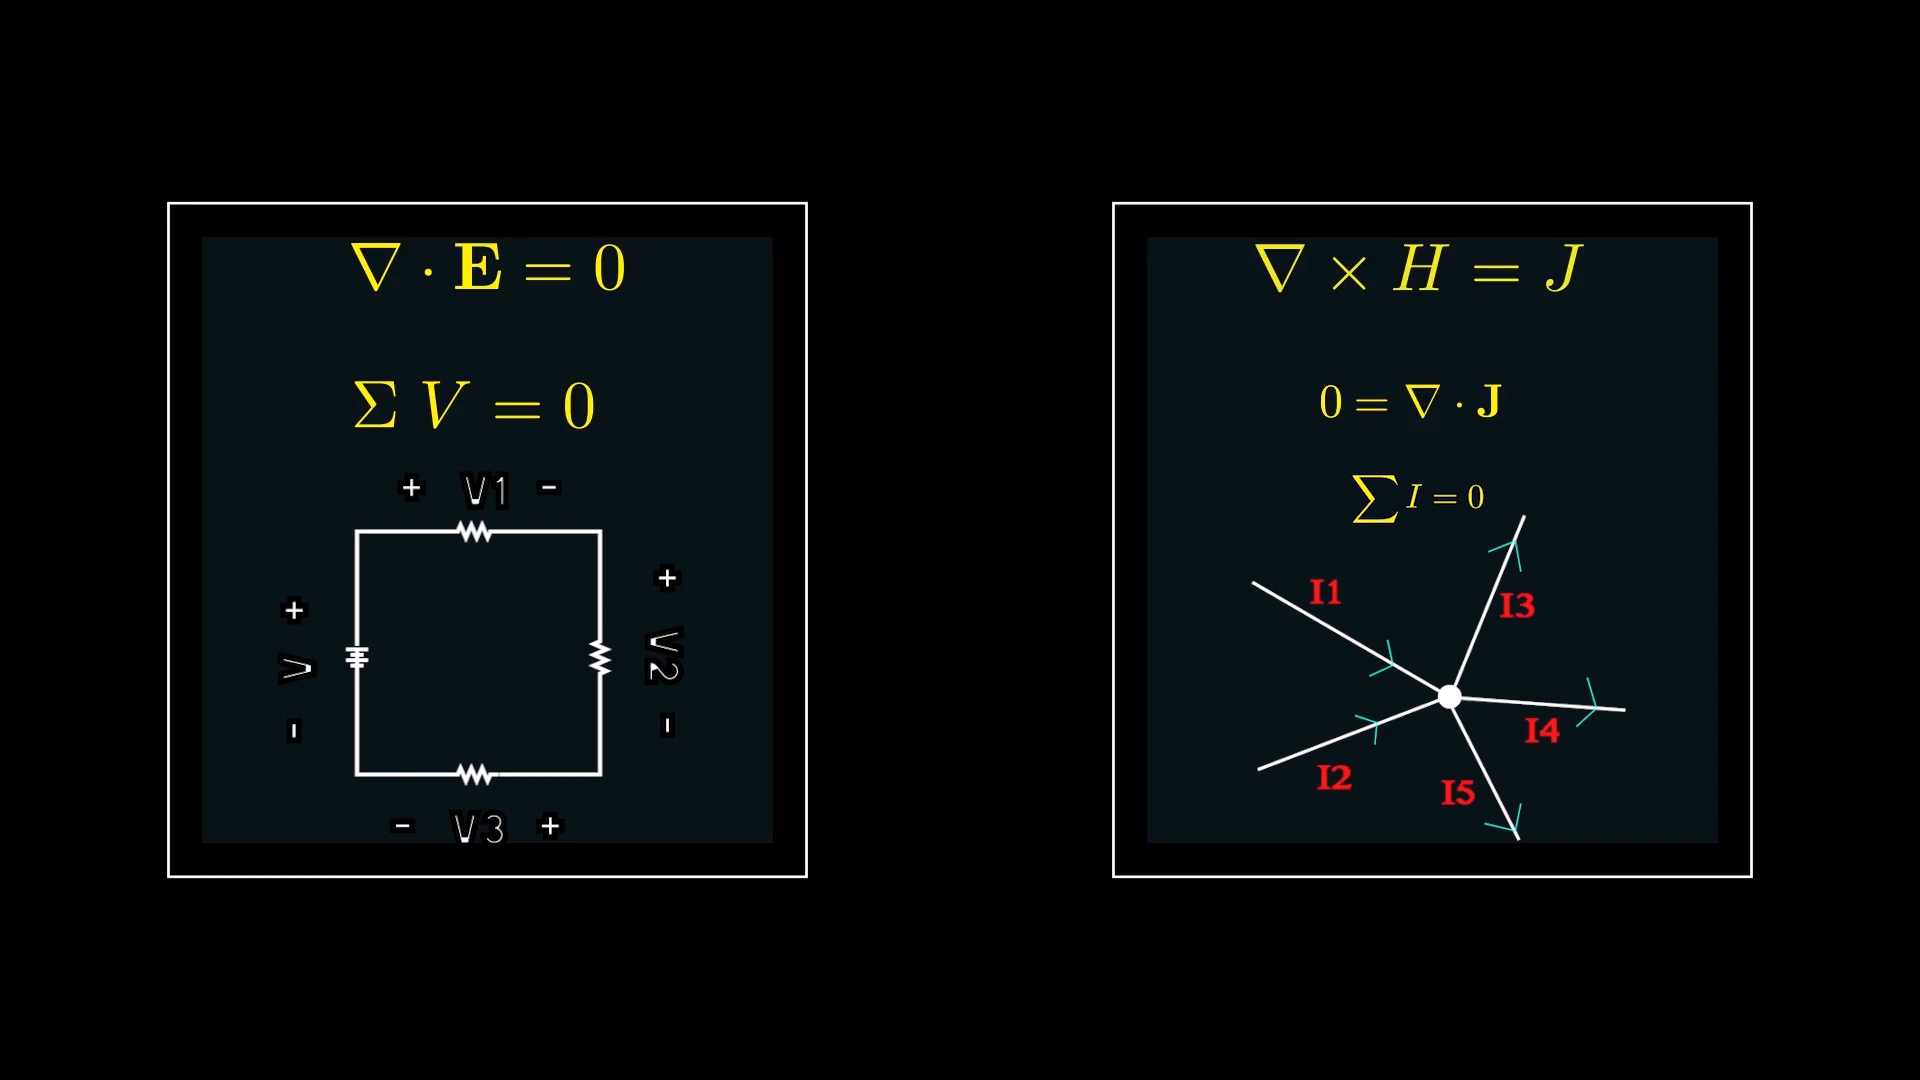 ∇ · E = 0
Σ V = 0
+ V1 -
+ V -
+ V2 -
- V3 +
∇ × H = J
0 = ∇ · J
∑ I = 0
I1
I3
I4
I2
I5